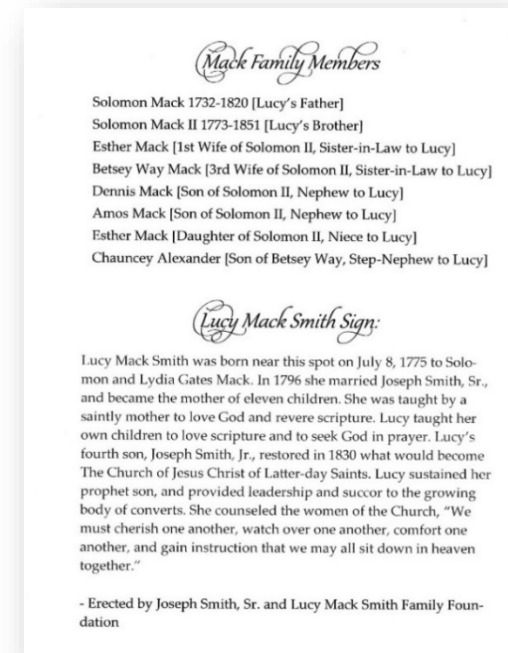 Mack Family Members
Solomon Mack 1732-1820 [Lucy's Father]
Solomon Mack II 1773-1851 [Lucy's Brother]
Esther Mack [1st Wife of Solomon II, Sister-in-Law to Lucy]
Betsey Way Mack [3rd Wife of Solomon II, Sister-in-Law to Lucy]
Dennis Mack [Son of Solomon II, Nephew to Lucy]
Amos Mack [Son of Solomon II, Nephew to Lucy]
Esther Mack [Daughter of Solomon II, Niece to Lucy]
Chauncey Alexander [Son of Betsey Way, Step-Nephew to Lucy]
Lucy Mack Smith Sign:
Lucy Mack Smith was born near this spot on July 8, 1775 to Solo-
mon and Lydia Gates Mack. In 1796 she married Joseph Smith, Sr.,
and became the mother of eleven children. She was taught by a
saintly mother to love God and revere scripture. Lucy taught her
own children to love scripture and to seek God in prayer. Lucy's
fourth son, Joseph Smith, Jr., restored in 1830 what would become
The Church of Jesus Christ of Latter-day Saints. Lucy sustained her
prophet son, and provided leadership and succor to the growing
body of converts. She counseled the women of the Church, "We
must cherish one another, watch over one another, comfort one
another, and gain instruction that we may all sit down in heaven
together."
- Erected by Joseph Smith, Sr. and Lucy Mack Smith Family Foun-
dation